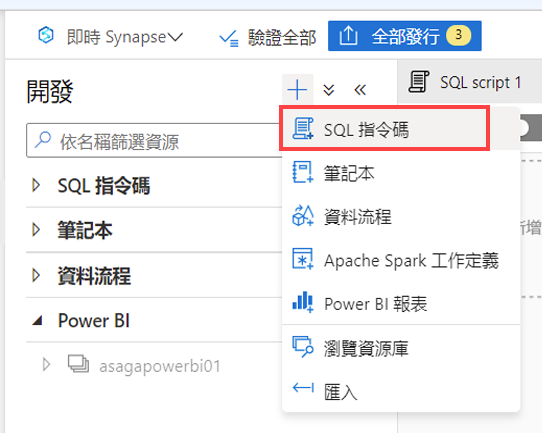 即時 Synapse
驗證全部
全部發行 3
開發
SQL script 1
依名稱篩選資源
SQL 指令碼
筆記本
資料流程
Apache Spark 工作定義
Power BI 報表
瀏覽資源庫
匯入
SQL 指令碼
筆記本
資料流程
Power BI
asagapowerbi01
新增